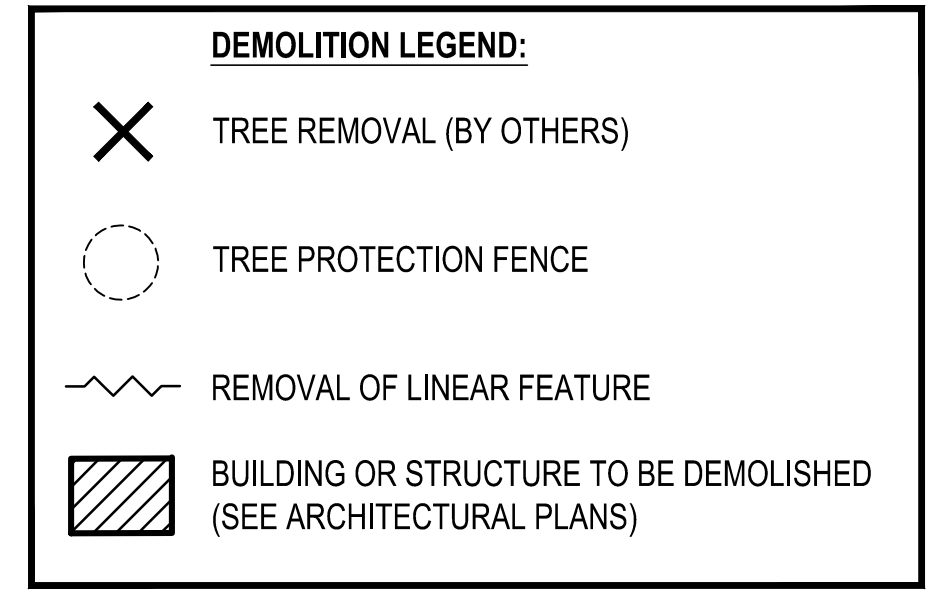 DEMOLITION LEGEND:
TREE REMOVAL (BY OTHERS)
TREE PROTECTION FENCE
REMOVAL OF LINEAR FEATURE
BUILDING OR STRUCTURE TO BE DEMOLISHED
(SEE ARCHITECTURAL PLANS)